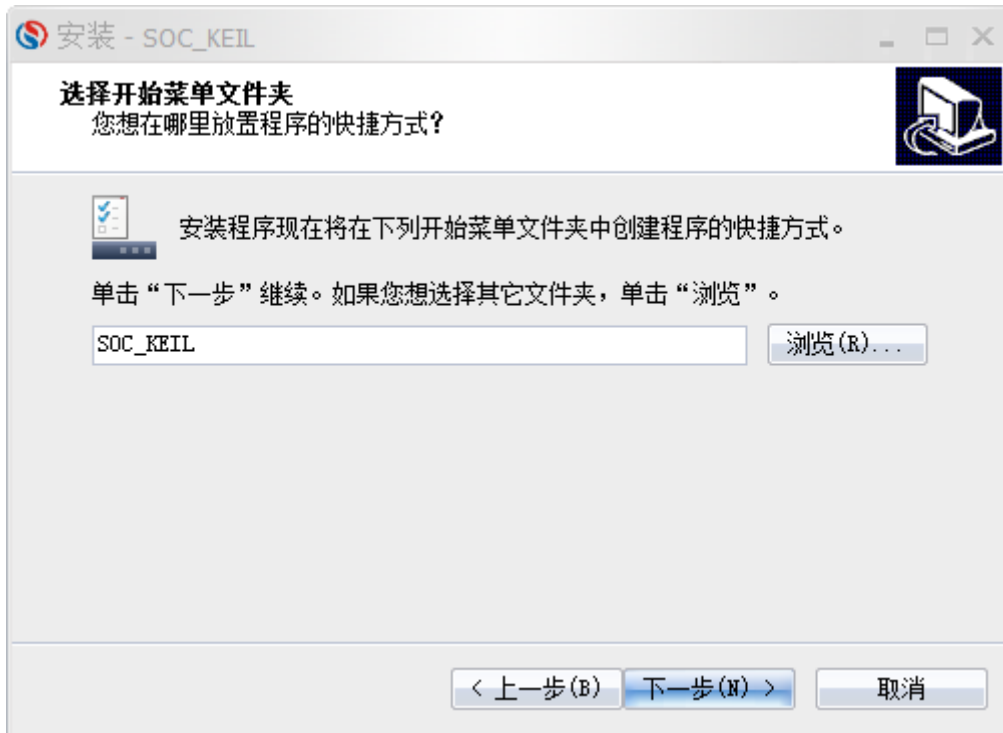 安装 - SOC_KEIL
选择开始菜单文件夹
您想在哪里放置程序的快捷方式？
安装程序现在将在下列开始菜单文件夹中创建程序的快捷方式。
单击“下一步”继续。如果您想选择其它文件夹，单击“浏览”。
SOC_KEIL
浏览(R)...
< 上一步(B)
下一步(N) >
取消